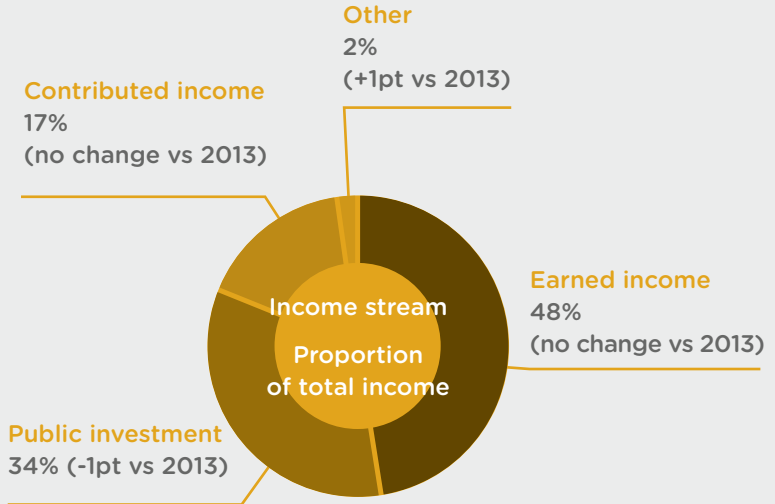 Other
2%
(+1pt vs 2013)
Contributed income
17%
(no change vs 2013)
Earned income
48%
(no change vs 2013)
Income stream
Proportion
of total income
Public investment
34% (-1pt vs 2013)